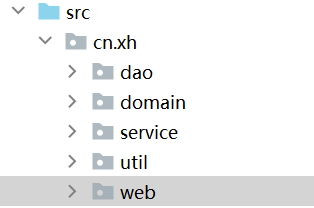 src
cn.xh
dao
domain
service
util
web